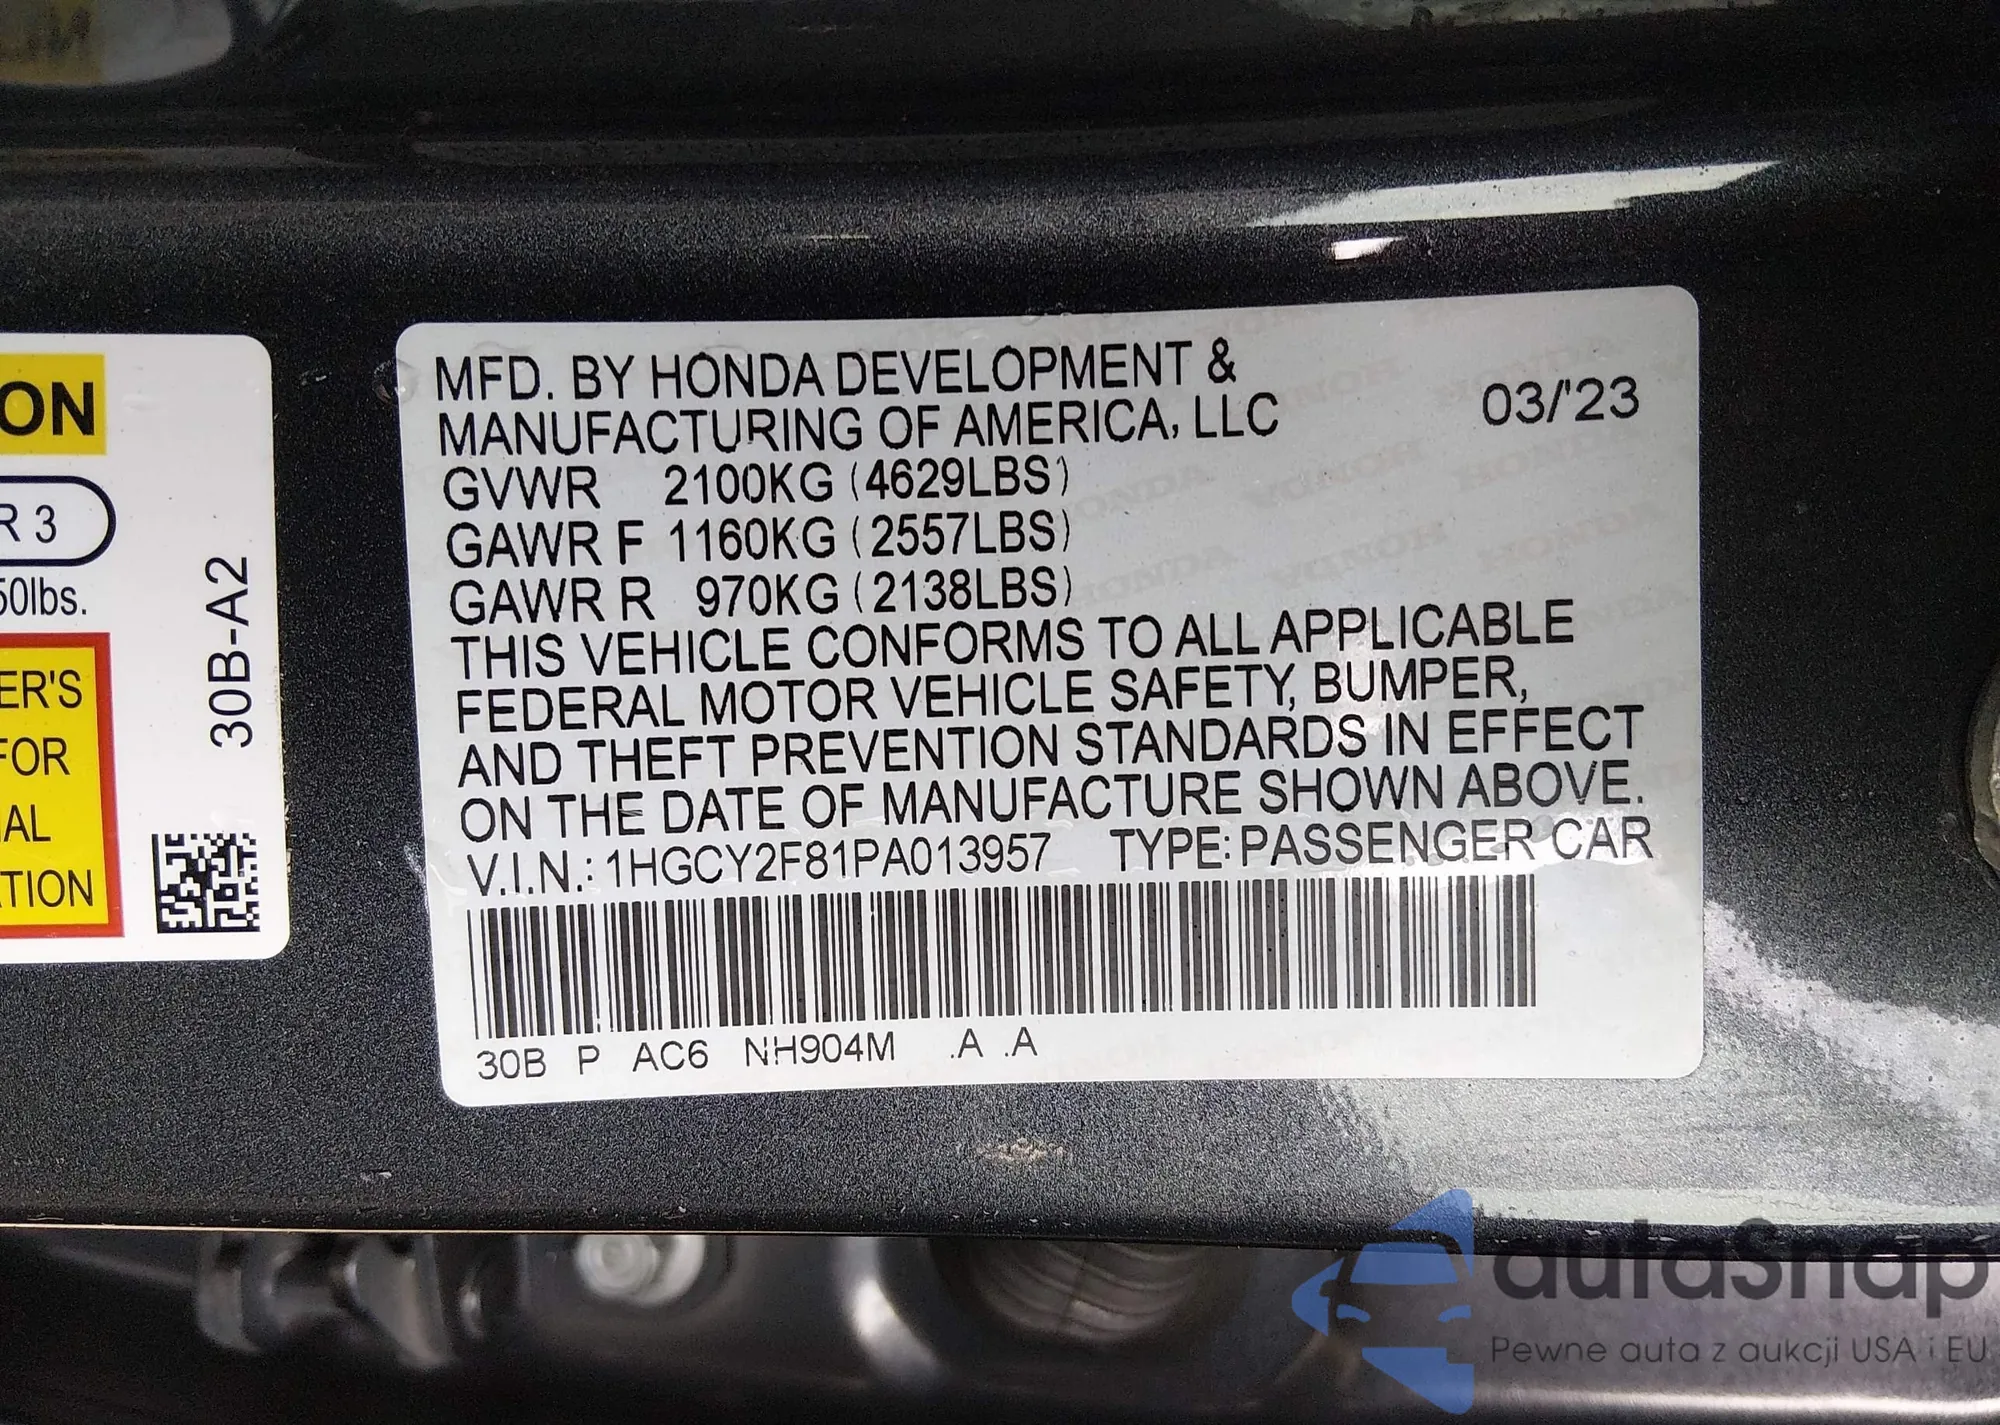 ON
R 3
50lbs.
ER'S
FOR
IAL
TION
30B-A2
MFD. BY HONDA DEVELOPMENT &
MANUFACTURING OF AMERICA, LLC
03/'23
GVWR 2100KG (4629LBS)
GAWR F 1160KG (2557LBS)
GAWR R 970KG (2138LBS)
THIS VEHICLE CONFORMS TO ALL APPLICABLE
FEDERAL MOTOR VEHICLE SAFETY, BUMPER,
AND THEFT PREVENTION STANDARDS IN EFFECT
ON THE DATE OF MANUFACTURE SHOWN ABOVE.
V.I.N.: 1HGCY2F81PA013957 TYPE: PASSENGER CAR
30B P AC6 NH904M .A .A
autaSnap
Pewne auta z aukcji USA i EU